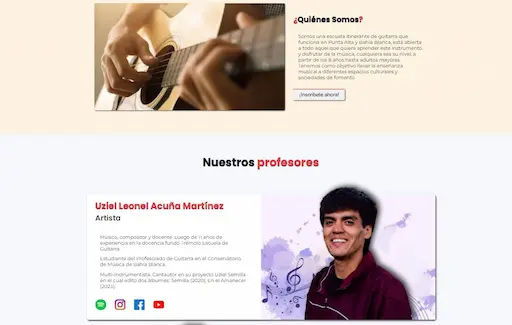 ¿Quiénes Somos?
Somos una escuela itinerante de guitarra que
funciona en Punta Alta y Bahía Blanca, está abierta
a todo aquel que quiera aprender este instrumento
y disfrutar de la música, cualquiera sea su nivel, a
partir de los 8 años hasta adultos mayores.
Tenemos como objetivo llevar la enseñanza
musical a diferentes espacios culturales y
sociedades de fomento.
¡Inscribete ahora!
Nuestros profesores
Uziel Leonel Acuña Martínez
Artista
Músico, compositor y docente. Luego de 11 años de
experiencia en la docencia fundó: Trémolo Escuela de
Guitarra.
Estudiante del Profesorado de Guitarra en el Conservatorio
de Música de Bahía Blanca.
Multi-instrumentista. Cantautor en su proyecto Uziel Semilla
en el cual editó dos álbumes: Semilla (2020), En el Amanecer
(2023).